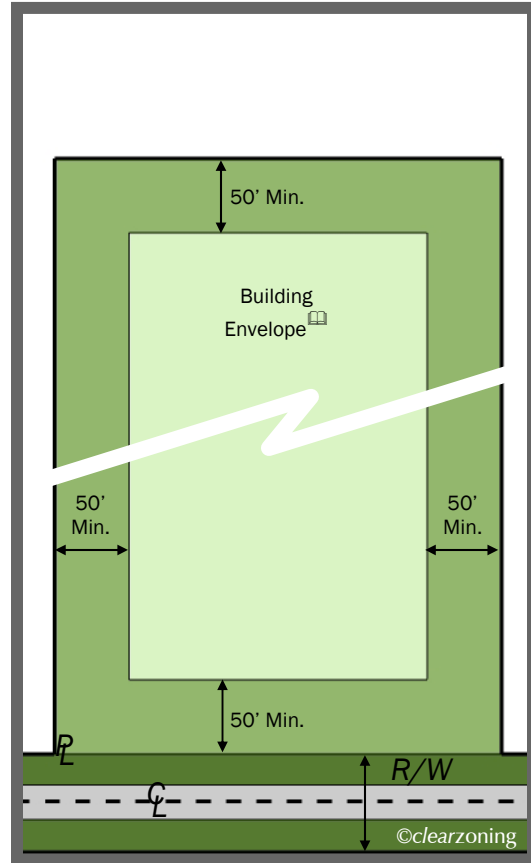 50’ Min.
Building
Envelope
50’
Min.
50’
Min.
50’ Min.
PL
R/W
CL
©clearzoning